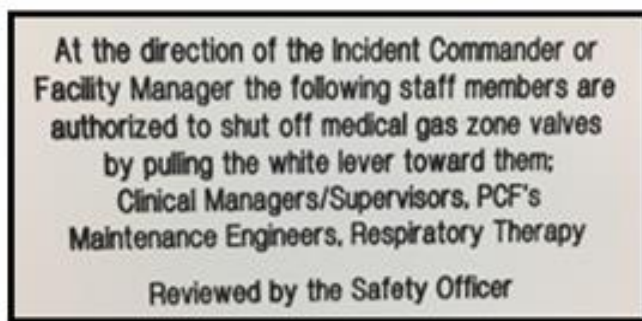 At the direction of the Incident Commander or
Facility Manager the following staff members are
authorized to shut off medical gas zone valves
by pulling the white lever toward them;
Clinical Managers/Supervisors, PCF's
Maintenance Engineers, Respiratory Therapy
Reviewed by the Safety Officer